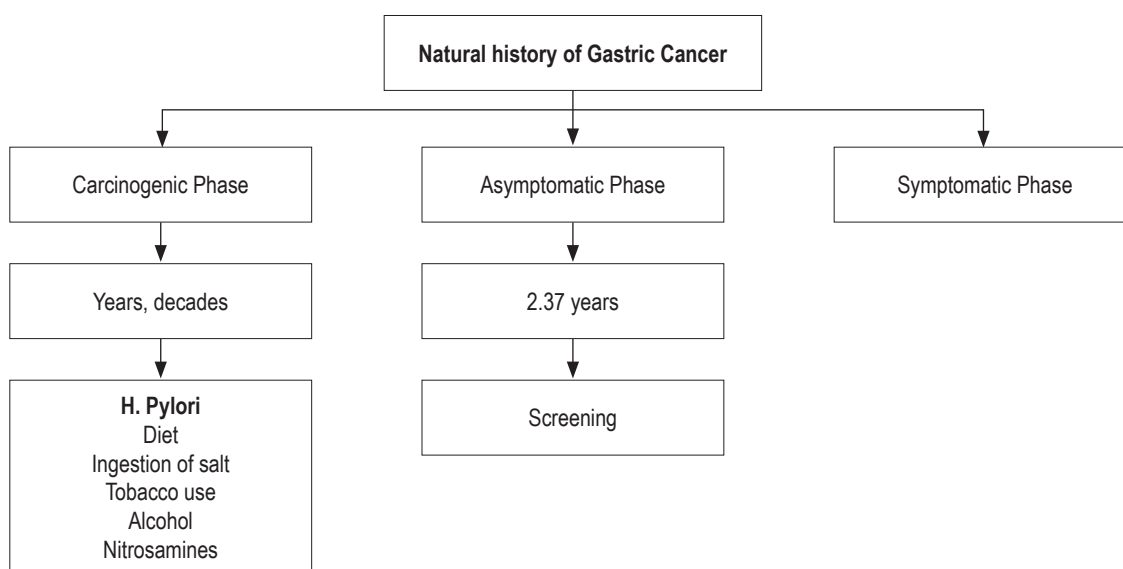 Natural history of Gastric Cancer
Carcinogenic Phase
Asymptomatic Phase
Symptomatic Phase
Years, decades
2.37 years
H. Pylori
Diet
Ingestion of salt
Tobacco use
Alcohol
Nitrosamines
Screening